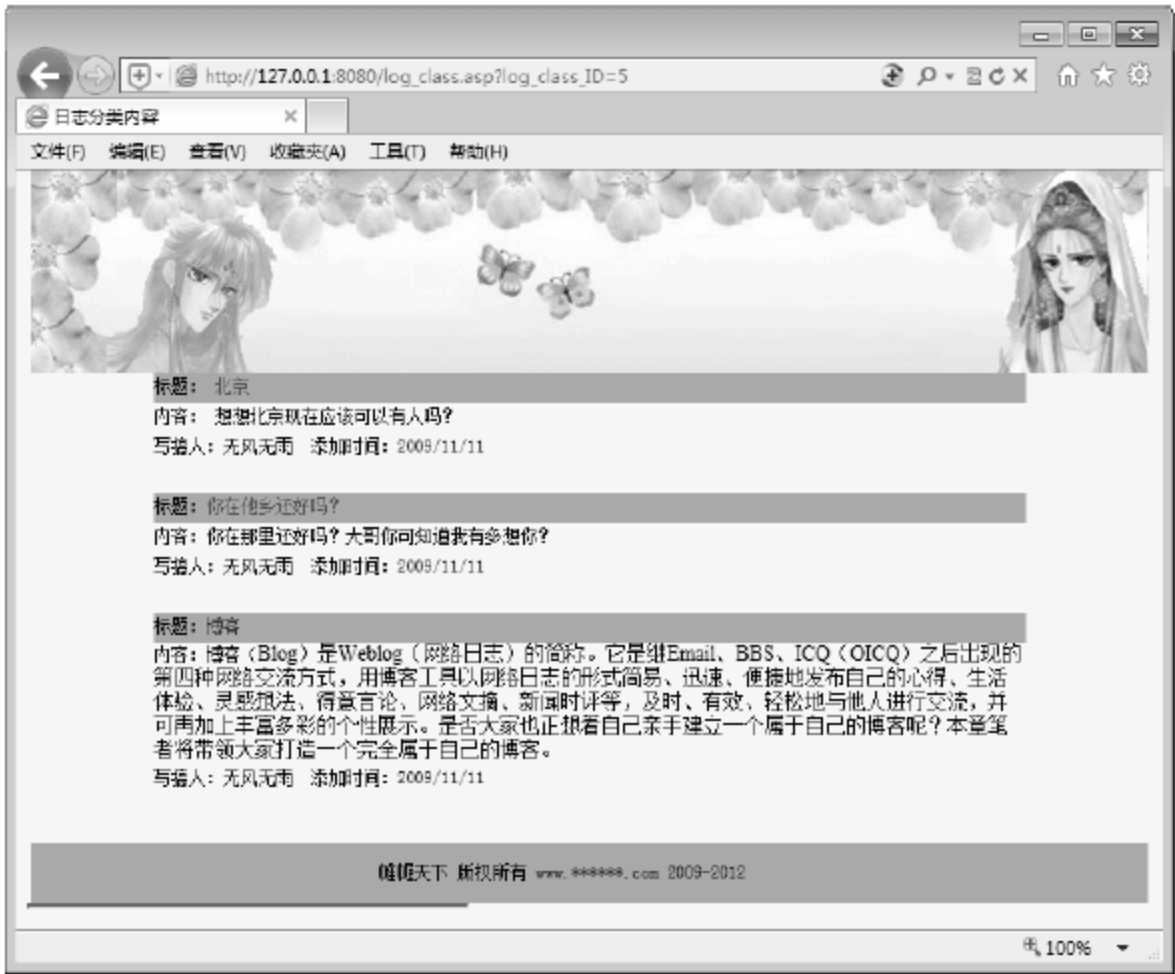 http://127.0.0.1:8080/log_class.asp?log_class_ID=5
日志分类内容
文件(F) 编辑(E) 查看(V) 收藏夹(A) 工具(T) 帮助(H)
标题: 北京
内容: 想想北京现在应该可以有人吗?
写搞人: 无风无雨 添加时间: 2009/11/11
标题: 你在他乡还好吗?
内容: 你在那里还好吗? 大哥你可知道我有多想你?
写搞人: 无风无雨 添加时间: 2009/11/11
标题: 博客
内容: 博客(Blog)是Weblog(网络日志)的简称。它是继Email、BBS、ICQ(OICQ)之后出现的
第四种网络交流方式,用博客工具以网络日志的形式简易、迅速、便捷地发布自己的心得、生活
体验、灵感想法、得意言论、网络文摘、新闻时评等,及时、有效、轻松地与他人进行交流,并
可再加上丰富多彩的个性展示。是否大家也正想着自己亲手建立一个属于自己的博客呢?本章笔
者将带领大家打造一个完全属于自己的博客。
写搞人: 无风无雨 添加时间: 2009/11/11
天下 版权所有 www.******.com 2009-2012
100%